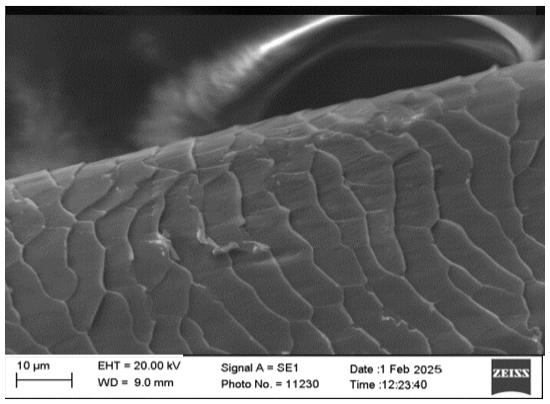 10 µm
EHT = 20.00 kV
WD = 9.0 mm
Signal A = SE1
Photo No. = 11230
Date :1 Feb 2025
Time :12:23:40
ZEISS